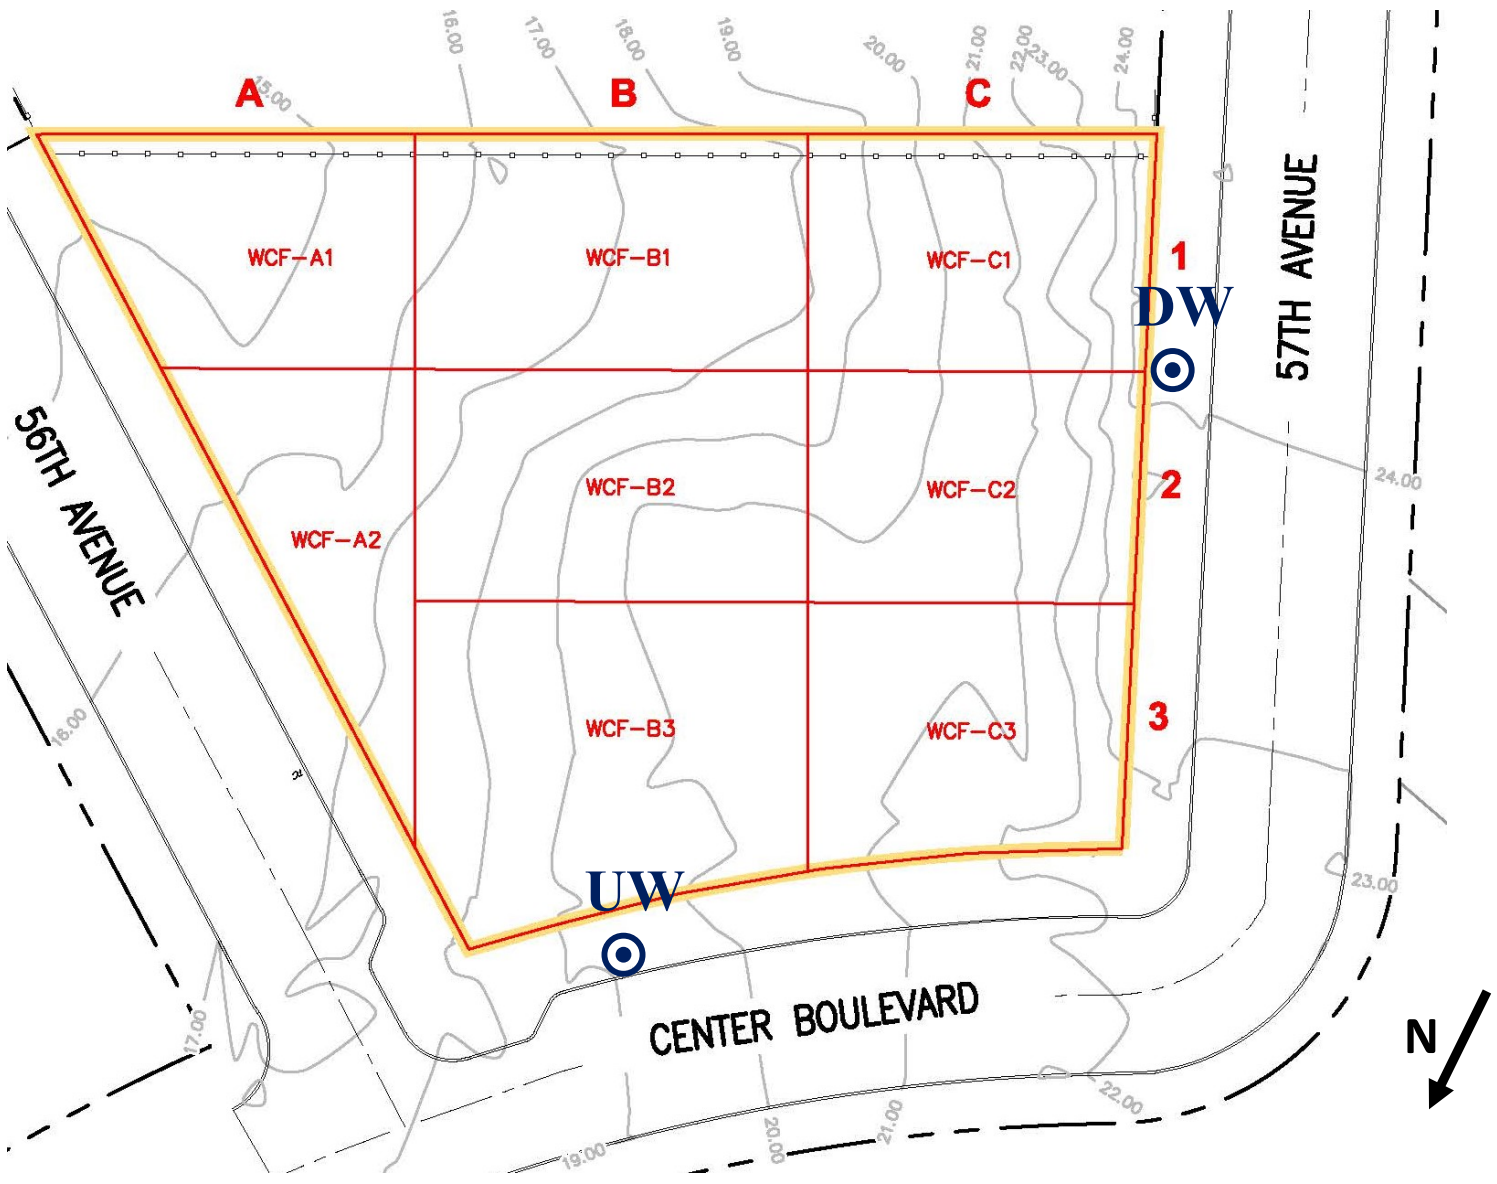 16.00
17.00
18.00
19.00
20.00
21.00
22.00
23.00
24.00
15.00
A
B
C
WCF-A1
WCF-B1
WCF-C1
1
DW
57TH AVENUE
56TH AVENUE
WCF-A2
WCF-B2
WCF-C2
2
24.00
WCF-B3
WCF-C3
3
16.00
UW
23.00
17.00
CENTER BOULEVARD
N
22.00
21.00
20.00
19.00